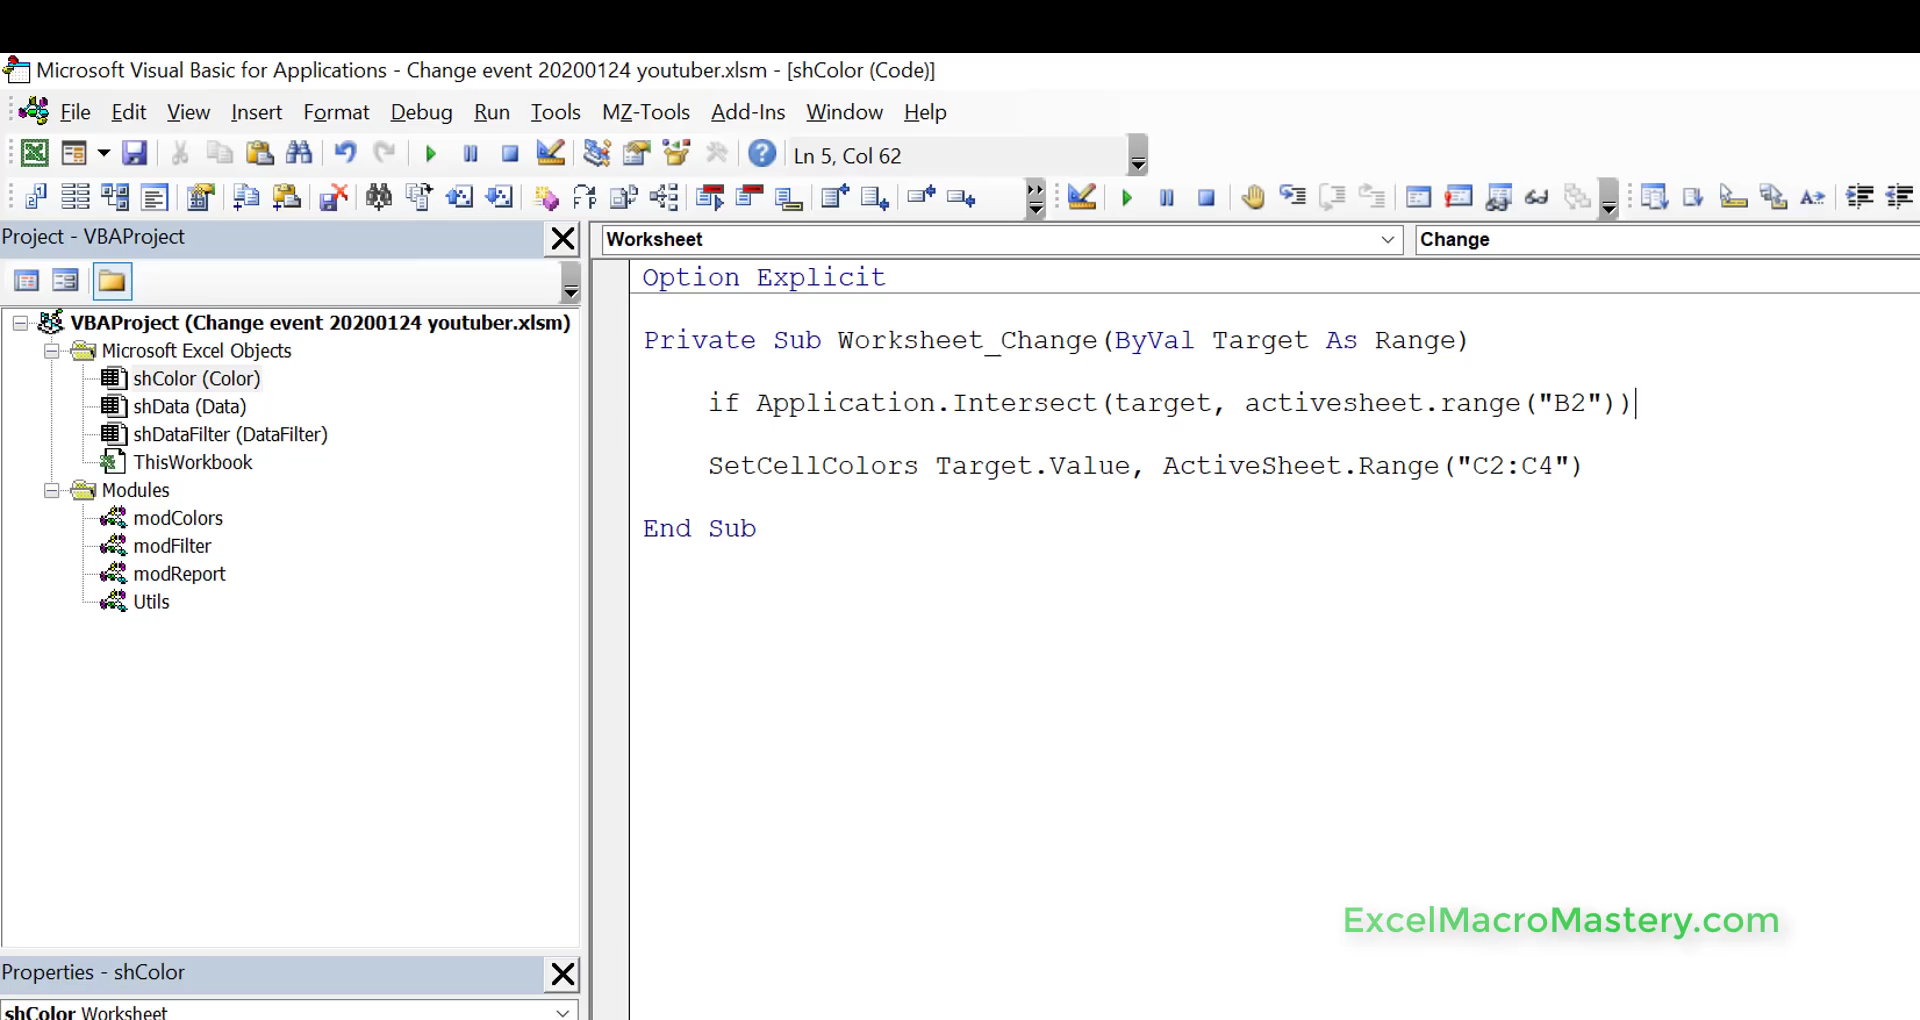 Microsoft Visual Basic for Applications - Change event 20200124 youtuber.xlsm - [shColor (Code)]
File Edit View Insert Format Debug Run Tools MZ-Tools Add-Ins Window Help
Ln 5, Col 62
Project - VBAProject
Worksheet
Change
VBAProject (Change event 20200124 youtuber.xlsm)
Microsoft Excel Objects
shColor (Color)
shData (Data)
shDataFilter (DataFilter)
ThisWorkbook
Modules
modColors
modFilter
modReport
Utils
Properties - shColor
shColor Worksheet
Option Explicit
Private Sub Worksheet_Change(ByVal Target As Range)
if Application.Intersect(target, activesheet.range("B2"))
SetCellColors Target.Value, ActiveSheet.Range("C2:C4")
End Sub
ExcelMacroMastery.com